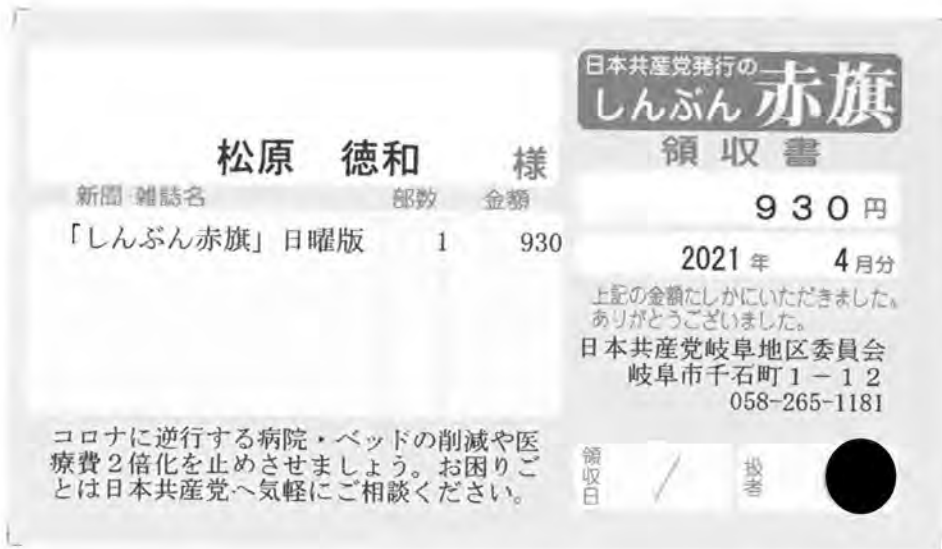 松原 徳和 様
新聞・雑誌名 部数 金額
「しんぶん赤旗」日曜版 1 930
コロナに逆行する病院・ベッドの削減や医
療費2倍化を止めさせましょう。お困りご
とは日本共産党へ気軽にご相談ください。
日本共産党発行の
しんぶん赤旗
領収書
930円
2021年 4月分
上記の金額たしかにいただきました。
ありがとうございました。
日本共産党岐阜地区委員会
岐阜市千石町1-12
058-265-1181
領収日 / 扱者